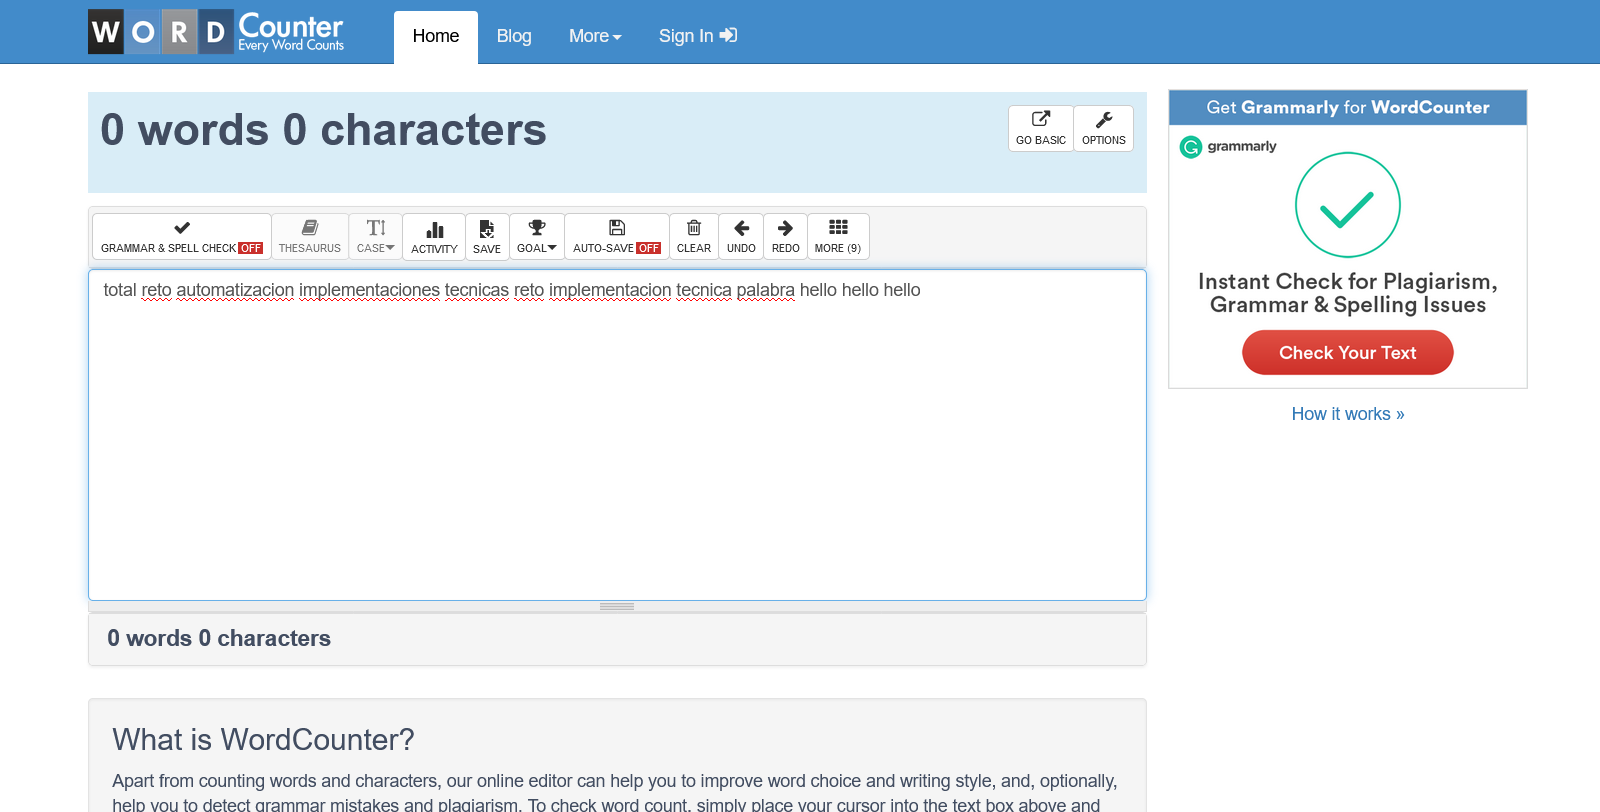 WORD Counter
Every Word Counts
Home
Blog
More
Sign In
0 words 0 characters
GO BASIC
OPTIONS
GRAMMAR & SPELL CHECK OFF
THESAURUS
CASE
ACTIVITY
SAVE
GOAL
AUTO-SAVE OFF
CLEAR
UNDO
REDO
MORE (9)
total reto automatizacion implementaciones tecnicas reto implementacion tecnica palabra hello hello hello
0 words 0 characters
What is WordCounter?
Apart from counting words and characters, our online editor can help you to improve word choice and writing style, and, optionally,
help you to detect grammar mistakes and plagiarism. To check word count, simply place your cursor into the text box above and
Get Grammarly for WordCounter
grammarly
Instant Check for Plagiarism,
Grammar & Spelling Issues
Check Your Text
How it works »